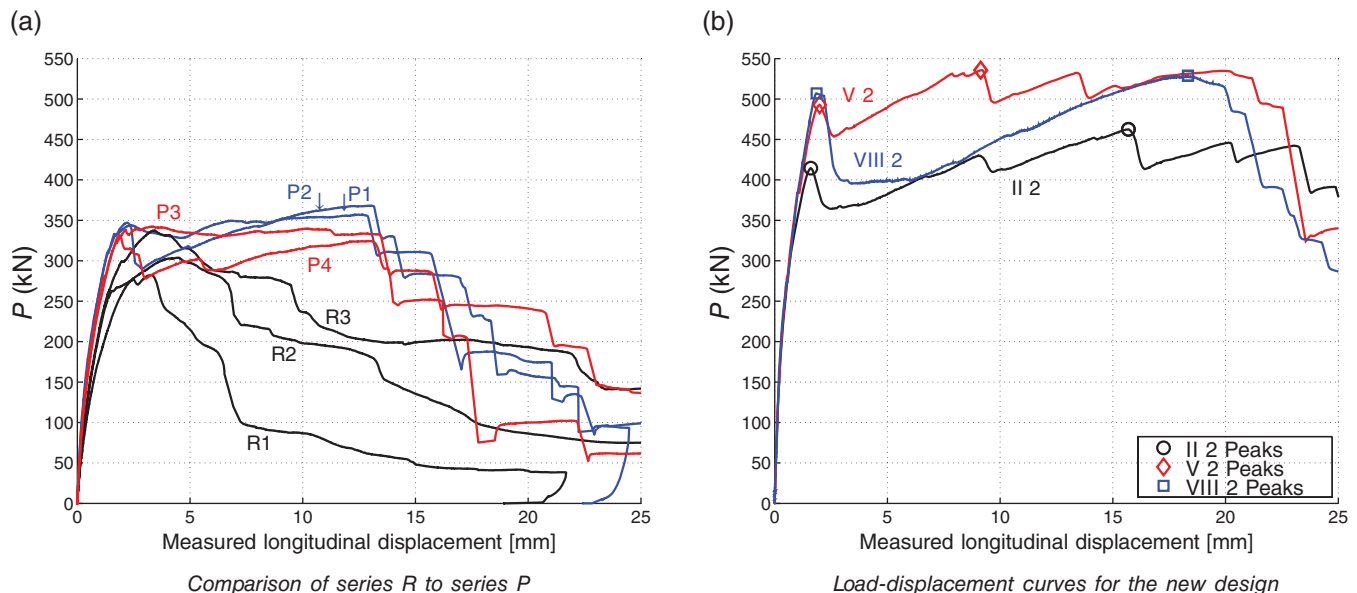 (a)
550
500
450
400
350
300
250
200
150
100
50
0
P (kN)
P2
P1
P3
P4
R3
R2
R1
0
5
10
15
20
25
Measured longitudinal displacement [mm]
Comparison of series R to series P
(b)
550
500
450
400
350
300
250
200
150
100
50
0
P (kN)
V 2
VIII 2
II 2
II 2 Peaks
V 2 Peaks
VIII 2 Peaks
0
5
10
15
20
25
Measured longitudinal displacement [mm]
Load-displacement curves for the new design